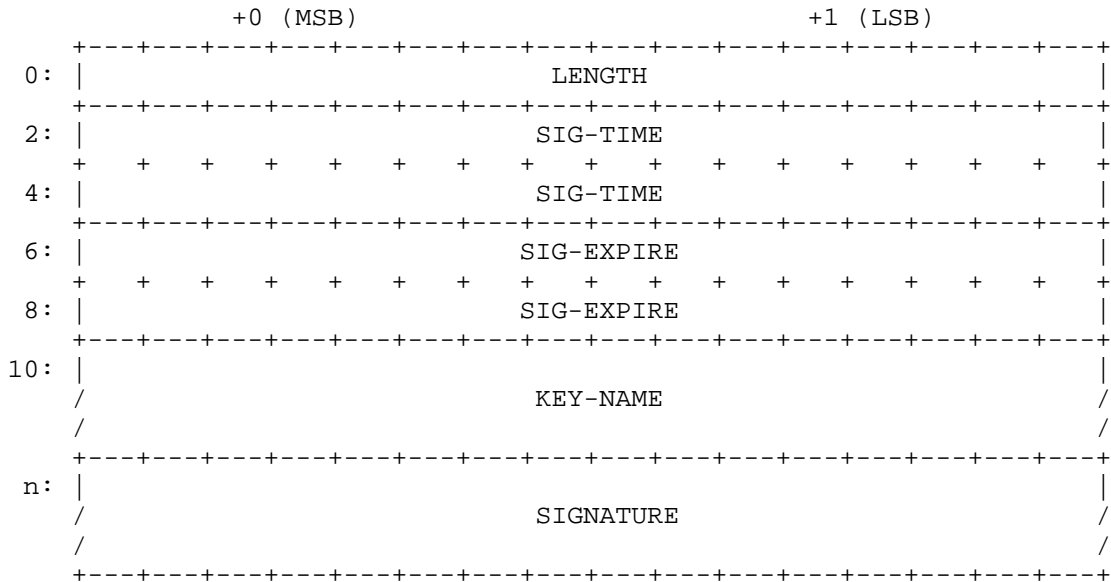 +0 (MSB) +1 (LSB)
+---+---+---+---+---+---+---+---+---+---+---+---+---+---+---+---+
0: | LENGTH |
+---+---+---+---+---+---+---+---+---+---+---+---+---+---+---+---+
2: | SIG-TIME |
+ + + + + + + + + + + + + + + + +
4: | SIG-TIME |
+---+---+---+---+---+---+---+---+---+---+---+---+---+---+---+---+
6: | SIG-EXPIRE |
+ + + + + + + + + + + + + + + + +
8: | SIG-EXPIRE |
+---+---+---+---+---+---+---+---+---+---+---+---+---+---+---+---+
10: | |
/ KEY-NAME /
/ /
+---+---+---+---+---+---+---+---+---+---+---+---+---+---+---+---+
n: | |
/ SIGNATURE /
/ /
+---+---+---+---+---+---+---+---+---+---+---+---+---+---+---+---+